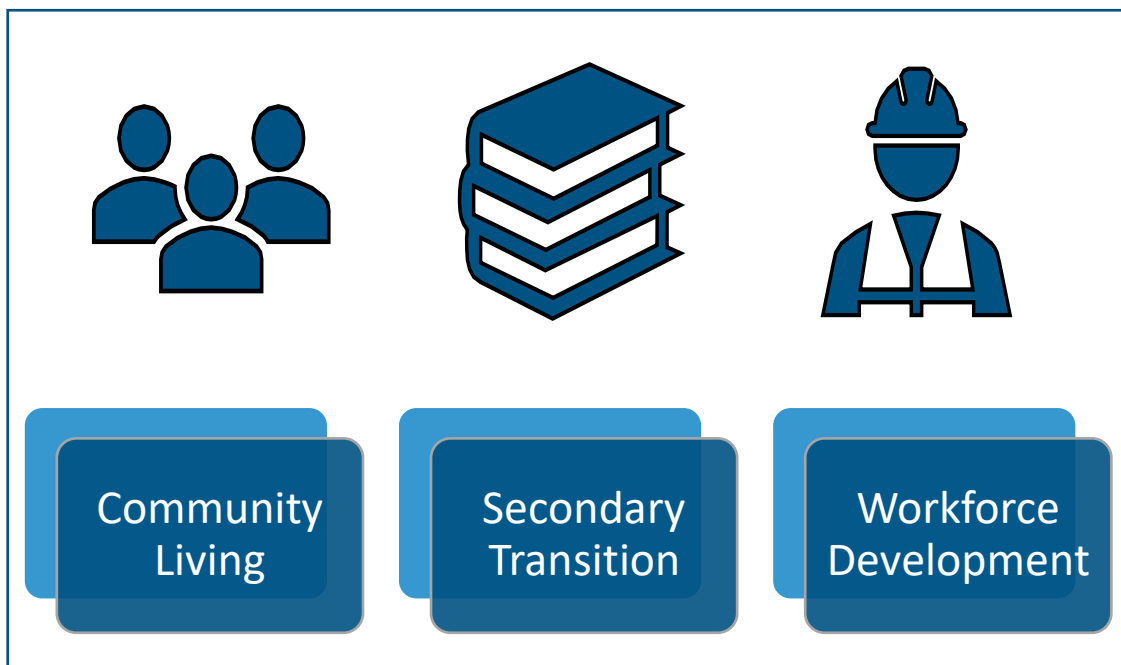 Community
Living
Secondary
Transition
Workforce
Development